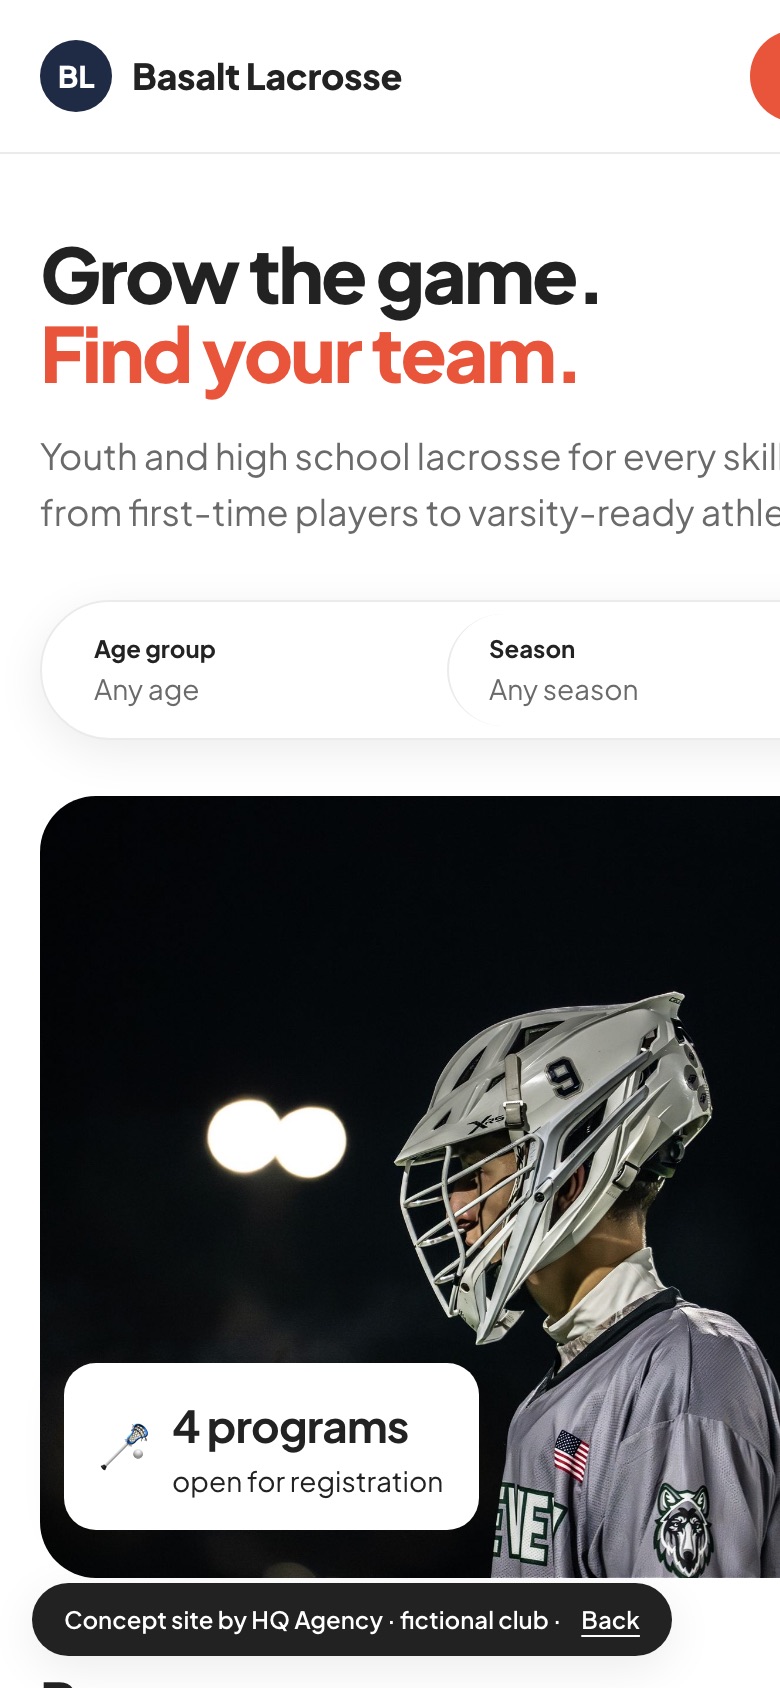 BL Basalt Lacrosse
Grow the game.
Find your team.
Youth and high school lacrosse for every skill
from first-time players to varsity-ready athle
Age group
Any age
Season
Any season
9
XRS
4 programs
open for registration
Concept site by HQ Agency · fictional club · Back